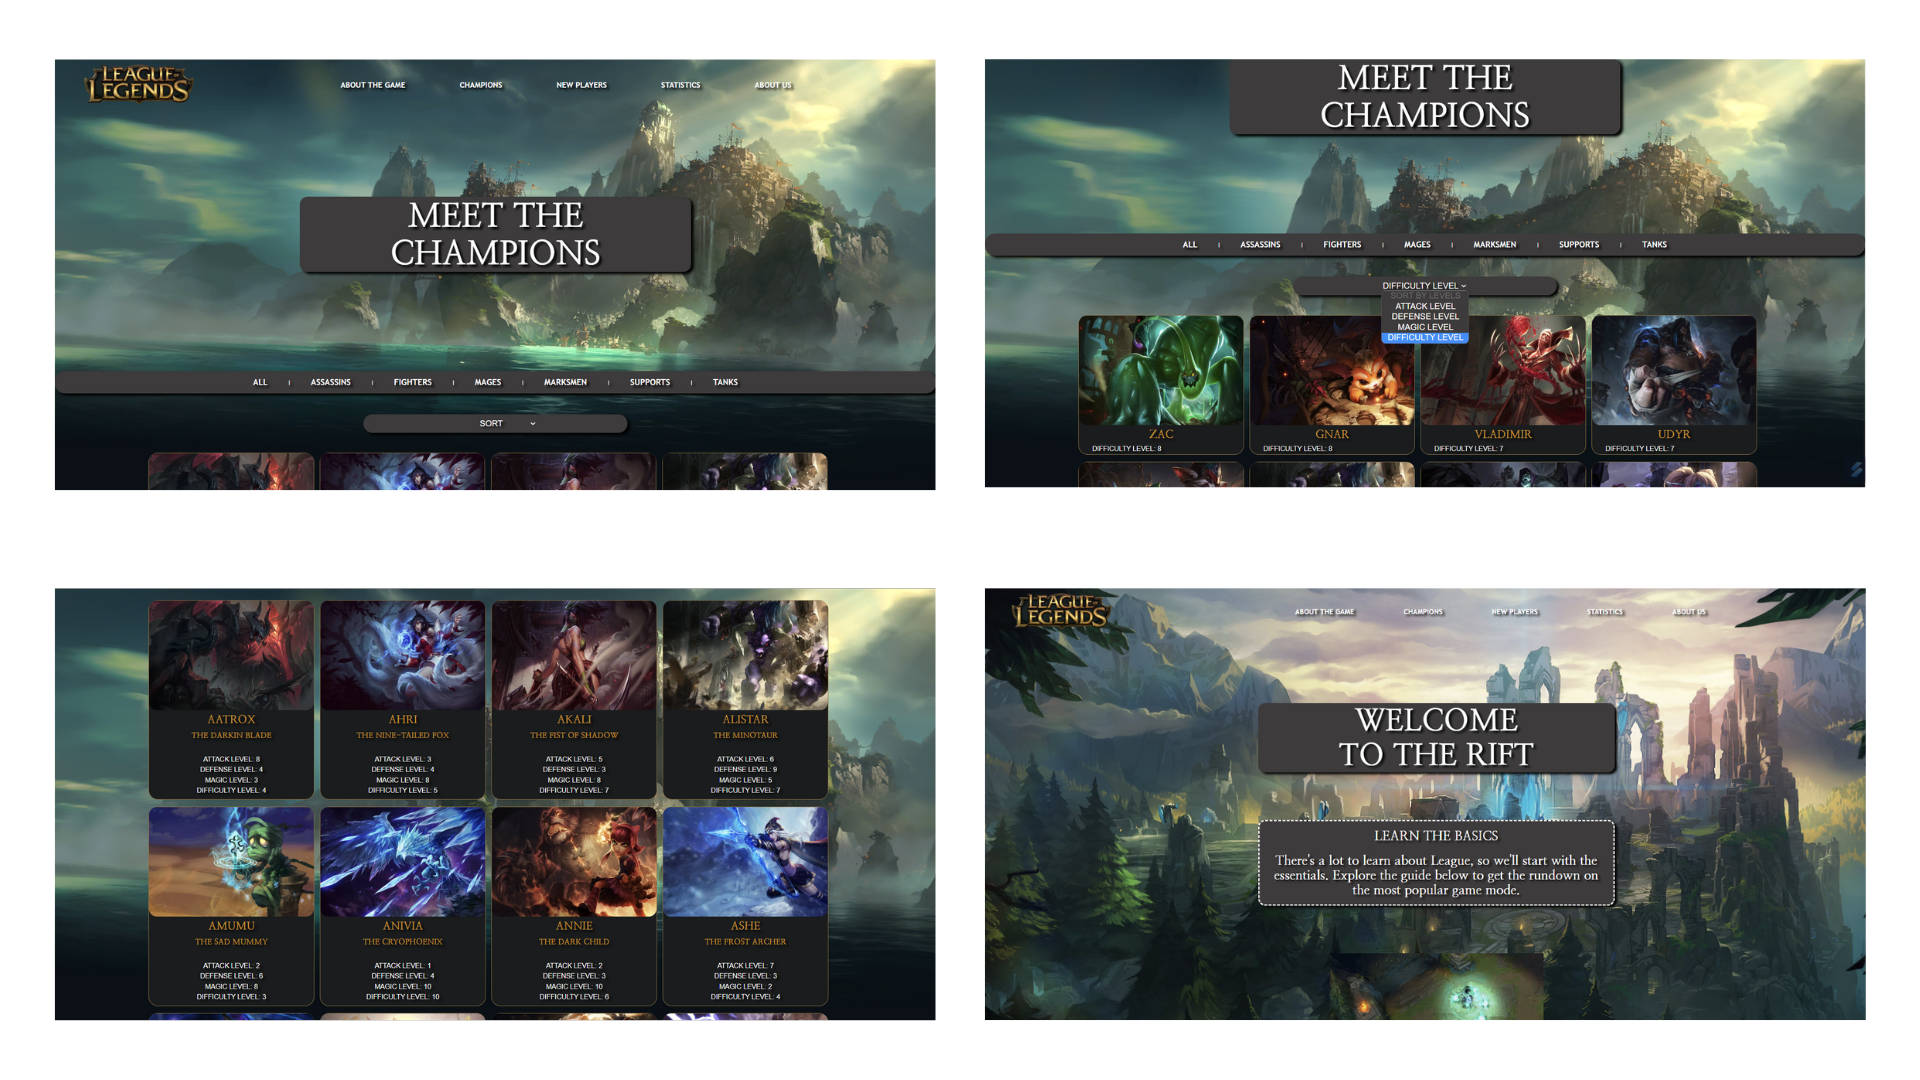 LEAGUE OF LEGENDS
ABOUT THE GAME CHAMPIONS NEW PLAYERS STATISTICS ABOUT US
MEET THE
CHAMPIONS
ALL | ASSASSINS | FIGHTERS | MAGES | MARKSMEN | SUPPORTS | TANKS
SORT
MEET THE
CHAMPIONS
ALL | ASSASSINS | FIGHTERS | MAGES | MARKSMEN | SUPPORTS | TANKS
DIFFICULTY LEVEL
SORT BY LEVELS
ATTACK LEVEL
DEFENSE LEVEL
MAGIC LEVEL
DIFFICULTY LEVEL
ZAC GNAR VLADIMIR UDYR
DIFFICULTY LEVEL: 8 DIFFICULTY LEVEL: 8 DIFFICULTY LEVEL: 7 DIFFICULTY LEVEL: 7
AATROX AHRI AKALI ALISTAR
THE DARKIN BLADE THE NINE-TAILED FOX THE FIST OF SHADOW THE MINOTAUR
ATTACK LEVEL: 8 ATTACK LEVEL: 3 ATTACK LEVEL: 5 ATTACK LEVEL: 6
DEFENSE LEVEL: 4 DEFENSE LEVEL: 4 DEFENSE LEVEL: 3 DEFENSE LEVEL: 9
MAGIC LEVEL: 3 MAGIC LEVEL: 8 MAGIC LEVEL: 8 MAGIC LEVEL: 5
DIFFICULTY LEVEL: 4 DIFFICULTY LEVEL: 5 DIFFICULTY LEVEL: 7 DIFFICULTY LEVEL: 7
AMUMU ANIVIA ANNIE ASHE
THE SAD MUMMY THE CRYOPHOENIX THE DARK CHILD THE FROST ARCHER
ATTACK LEVEL: 2 ATTACK LEVEL: 1 ATTACK LEVEL: 2 ATTACK LEVEL: 7
DEFENSE LEVEL: 6 DEFENSE LEVEL: 4 DEFENSE LEVEL: 3 DEFENSE LEVEL: 3
MAGIC LEVEL: 8 MAGIC LEVEL: 10 MAGIC LEVEL: 10 MAGIC LEVEL: 2
DIFFICULTY LEVEL: 3 DIFFICULTY LEVEL: 10 DIFFICULTY LEVEL: 6 DIFFICULTY LEVEL: 4
LEAGUE OF LEGENDS
ABOUT THE GAME CHAMPIONS NEW PLAYERS STATISTICS ABOUT US
WELCOME
TO THE RIFT
LEARN THE BASICS
There's a lot to learn about League, so we'll start with the
essentials. Explore the guide below to get the rundown on
the most popular game mode.